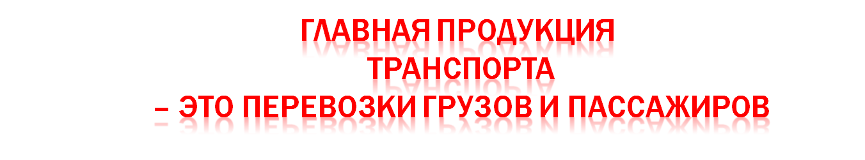 ГЛАВНАЯ ПРОДУКЦИЯ
ТРАНСПОРТА
– ЭТО ПЕРЕВОЗКИ ГРУЗОВ И ПАССАЖИРОВ